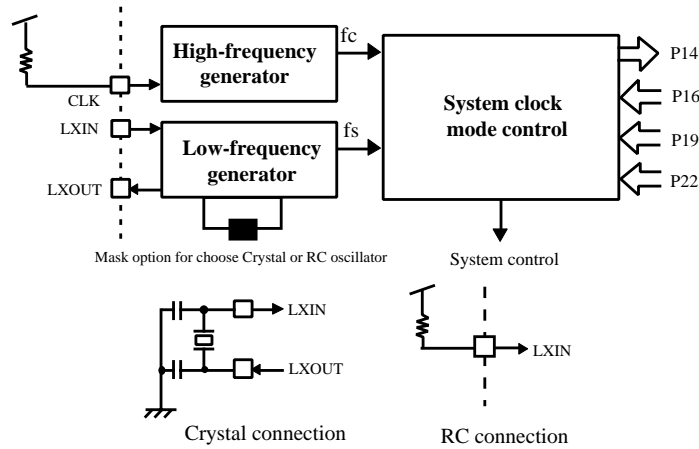 High-frequency
generator
fc
CLK
LXIN
Low-frequency
generator
fs
LXOUT
System clock
mode control
P14
P16
P19
P22
Mask option for choose Crystal or RC oscillator
System control
LXIN
LXOUT
Crystal connection
LXIN
RC connection